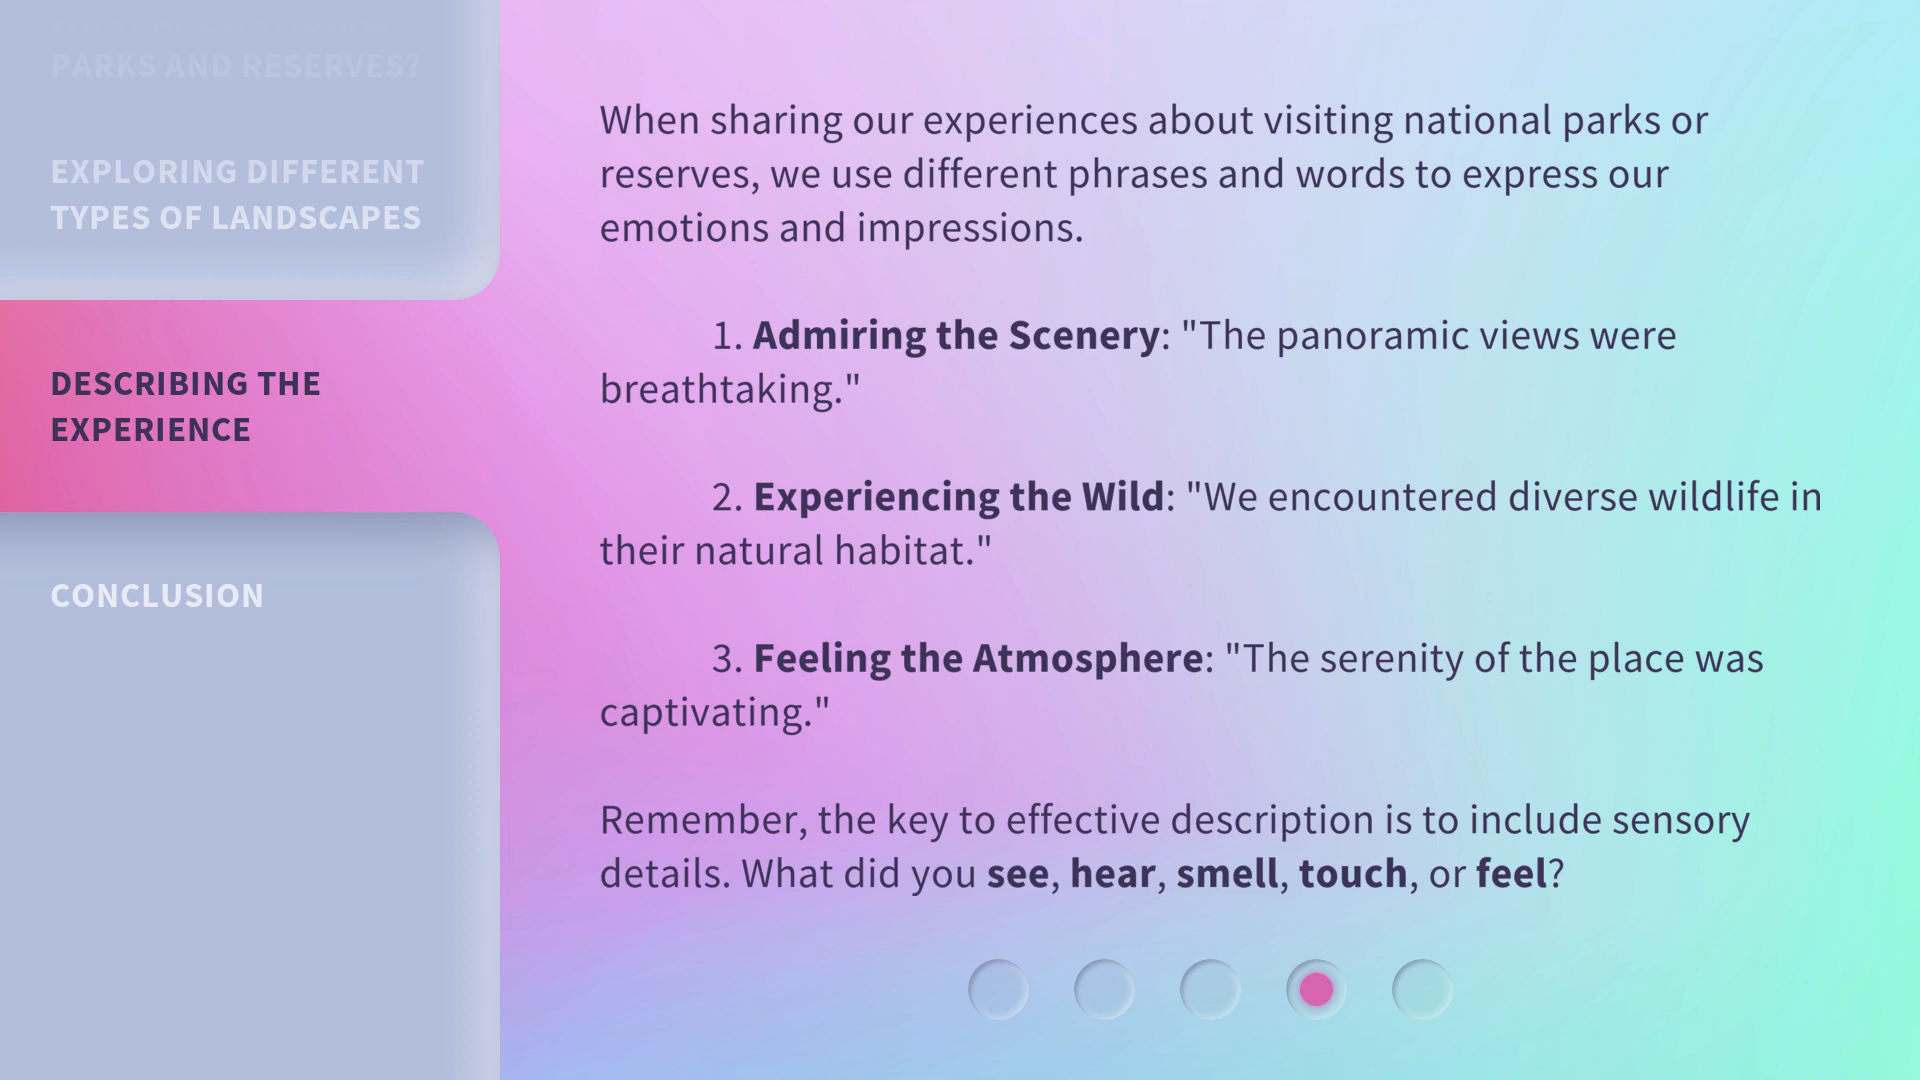 PARKS AND RESERVES?
EXPLORING DIFFERENT
TYPES OF LANDSCAPES
DESCRIBING THE
EXPERIENCE
CONCLUSION
When sharing our experiences about visiting national parks or
reserves, we use different phrases and words to express our
emotions and impressions.
1. Admiring the Scenery: "The panoramic views were
breathtaking."
2. Experiencing the Wild: "We encountered diverse wildlife in
their natural habitat."
3. Feeling the Atmosphere: "The serenity of the place was
captivating."
Remember, the key to effective description is to include sensory
details. What did you see, hear, smell, touch, or feel?